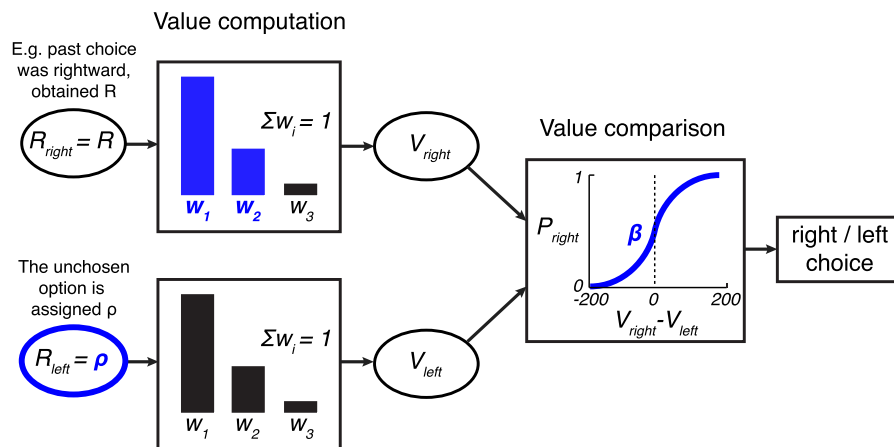 Value computation
E.g. past choice
was rightward,
obtained R
R_right = R
Σw_i = 1
w_1 w_2 w_3
V_right
The unchosen
option is
assigned ρ
R_left = ρ
Σw_i = 1
w_1 w_2 w_3
V_left
Value comparison
1
P_right
β
0
-200 0 200
V_right-V_left
right / left
choice